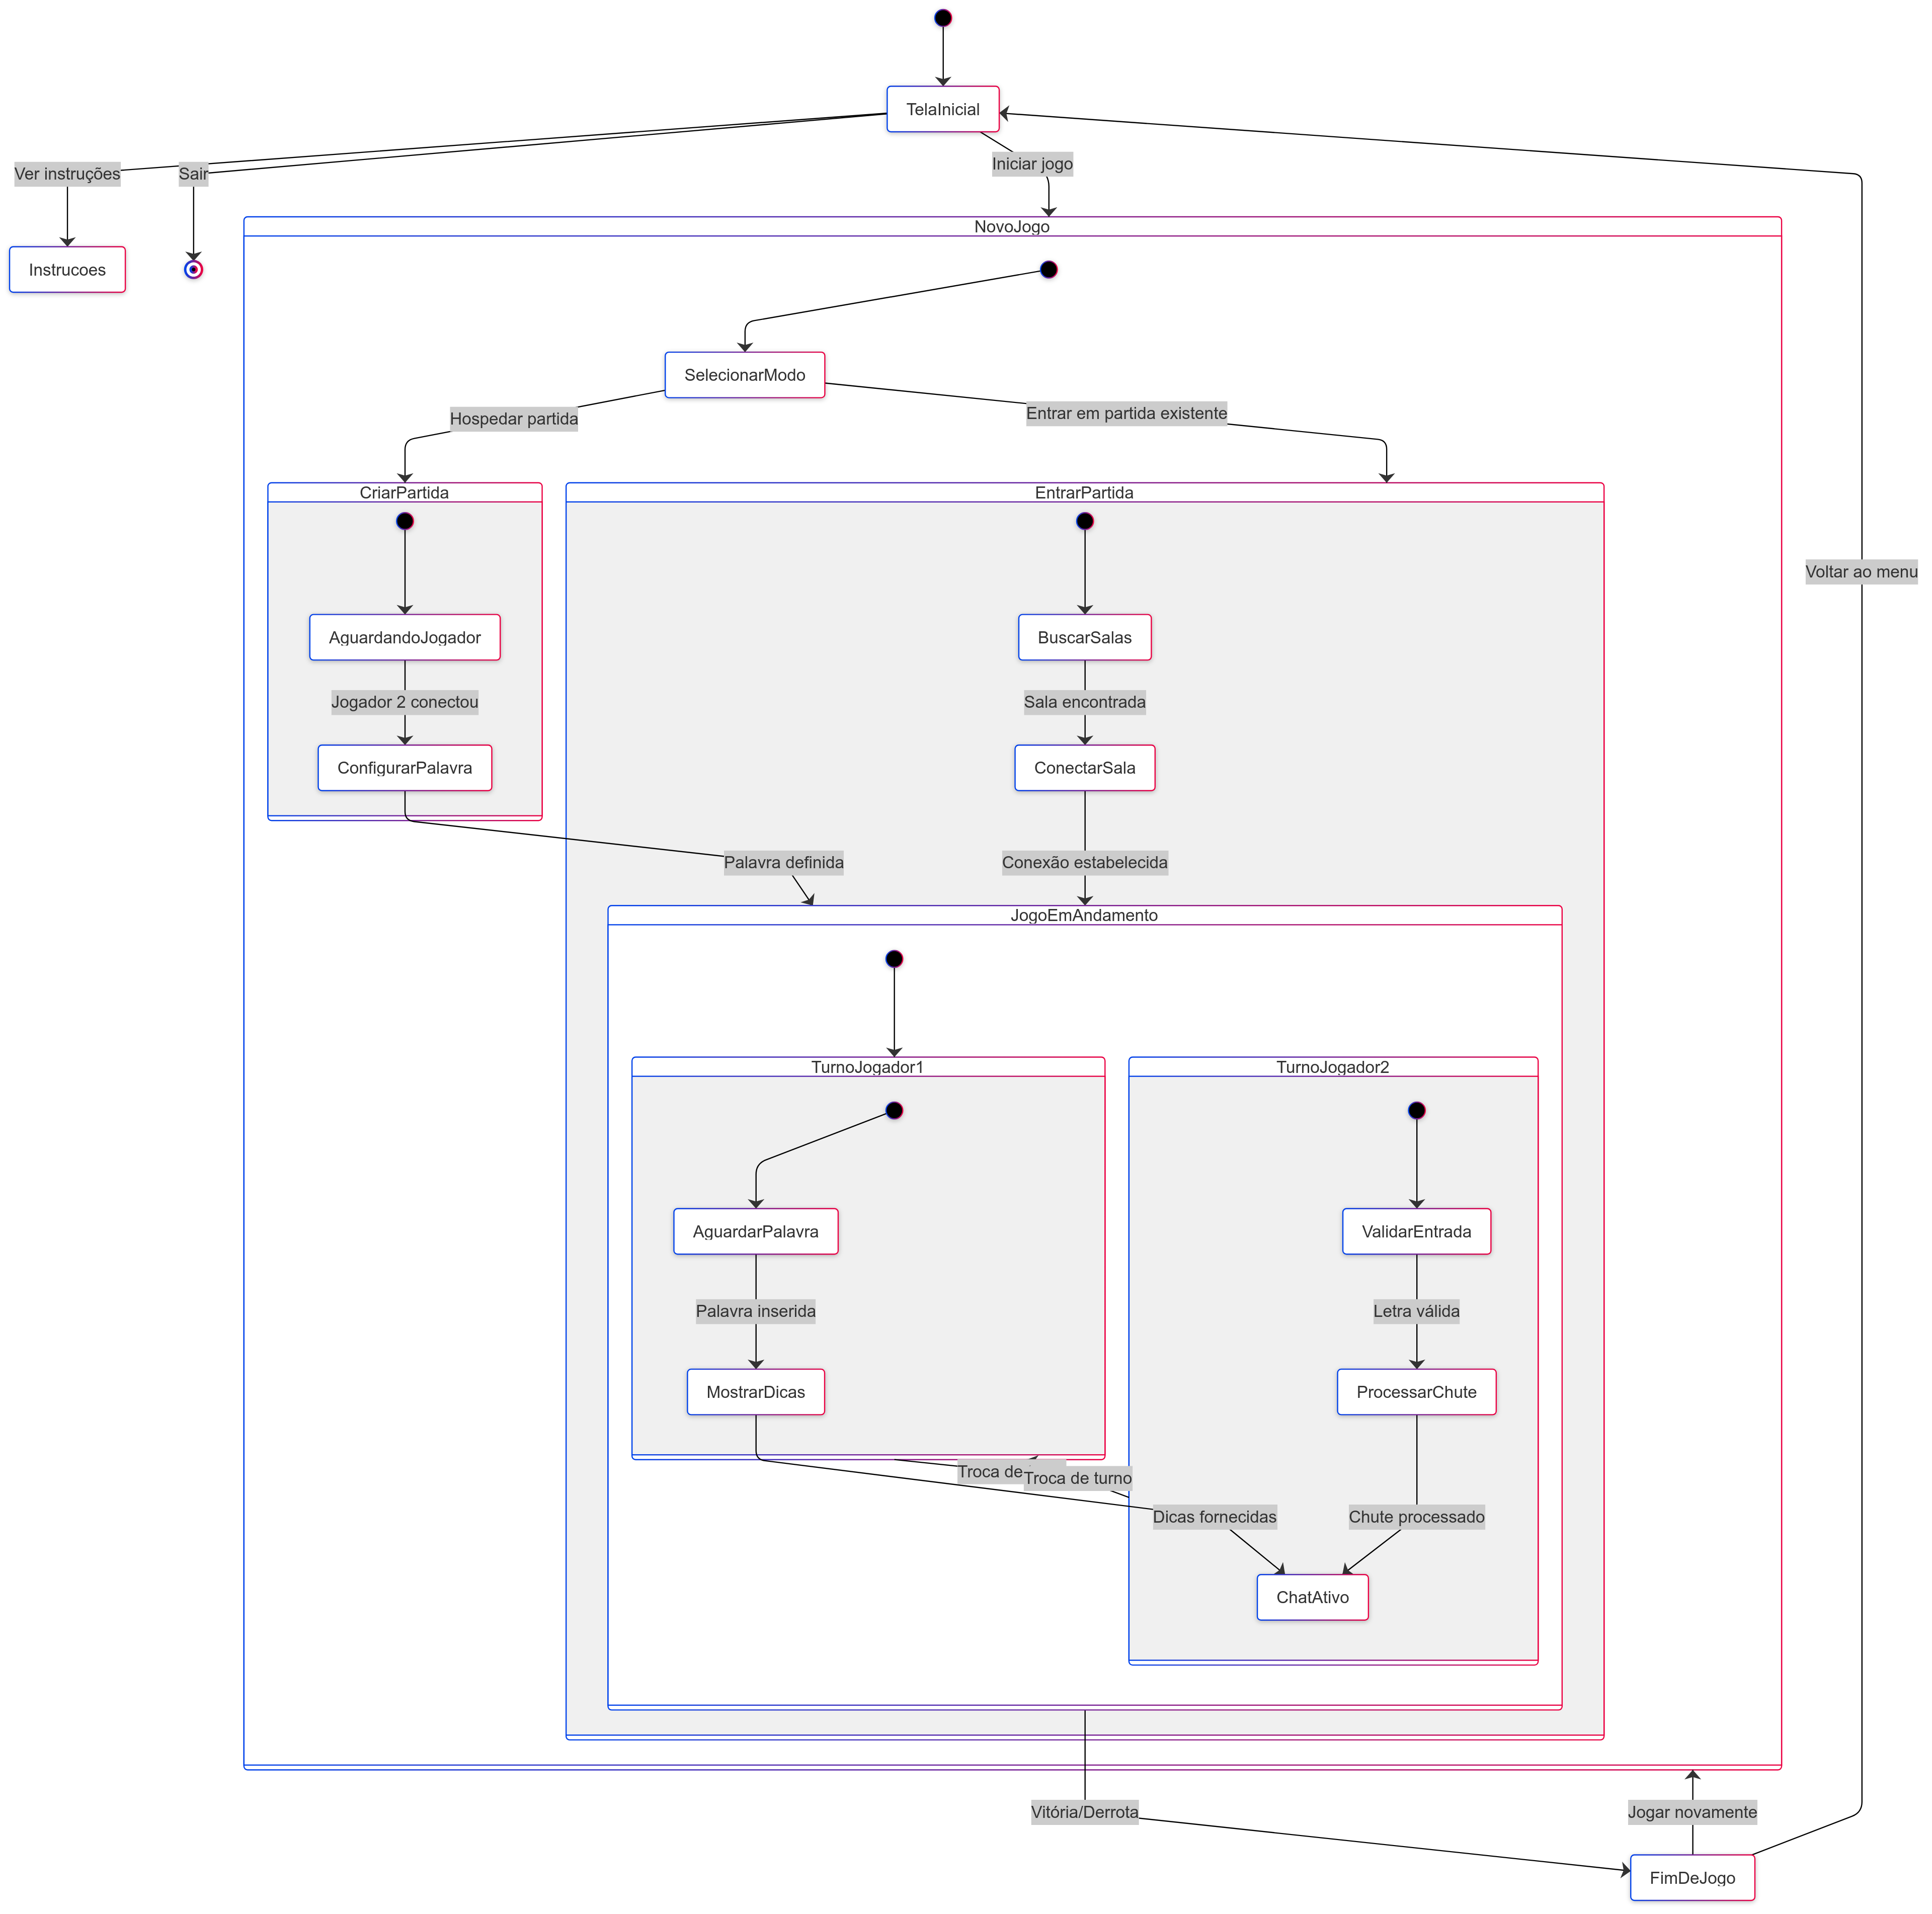 TelaInicial
Ver instruções
Sair
Iniciar jogo
NovoJogo
Instrucoes
SelecionarModo
Hospedar partida
Entrar em partida existente
CriarPartida
EntrarPartida
Voltar ao menu
AguardandoJogador
BuscarSalas
Jogador 2 conectou
Sala encontrada
ConfigurarPalavra
ConectarSala
Palavra definida
Conexão estabelecida
JogoEmAndamento
TurnoJogador1
TurnoJogador2
AguardarPalavra
ValidarEntrada
Palavra inserida
Letra válida
MostrarDicas
ProcessarChute
Troca de
Troca de turno
Dicas fornecidas
Chute processado
ChatAtivo
Vitória/Derrota
Jogar novamente
FimDeJogo